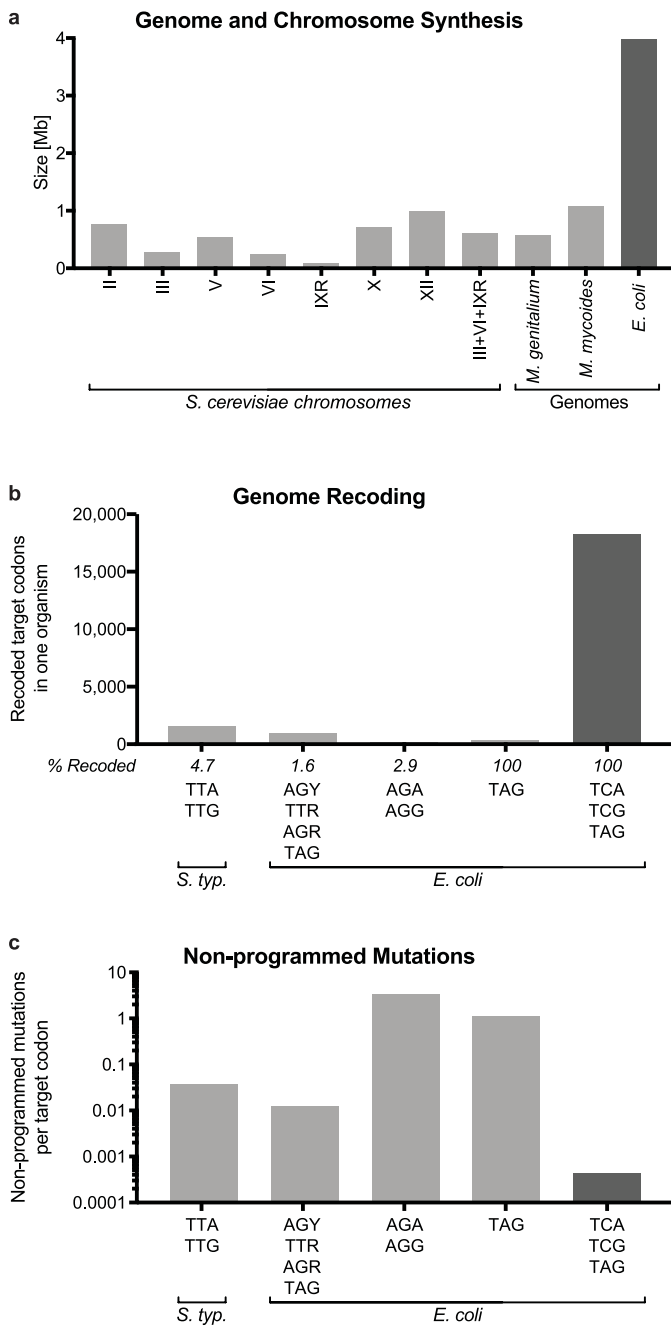 a
Genome and Chromosome Synthesis
Size [Mb]
4
3
2
1
0
II
III
V
VI
IXR
X
XII
III+VI+IXR
M. genitalium
M. mycoides
E. coli
S. cerevisiae chromosomes
Genomes
b
Genome Recoding
Recoded target codons
in one organism
20,000
15,000
10,000
5,000
0
% Recoded 4.7 1.6 2.9 100 100
TTA AGY AGA TAG TCA
TTG TTR AGG TCG
AGR TAG
TAG
S. typ. E. coli
c
Non-programmed Mutations
Non-programmed mutations
per target codon
10
1
0.1
0.01
0.001
0.0001
TTA AGY AGA TAG TCA
TTG TTR AGG TCG
AGR TAG
TAG
S. typ. E. coli